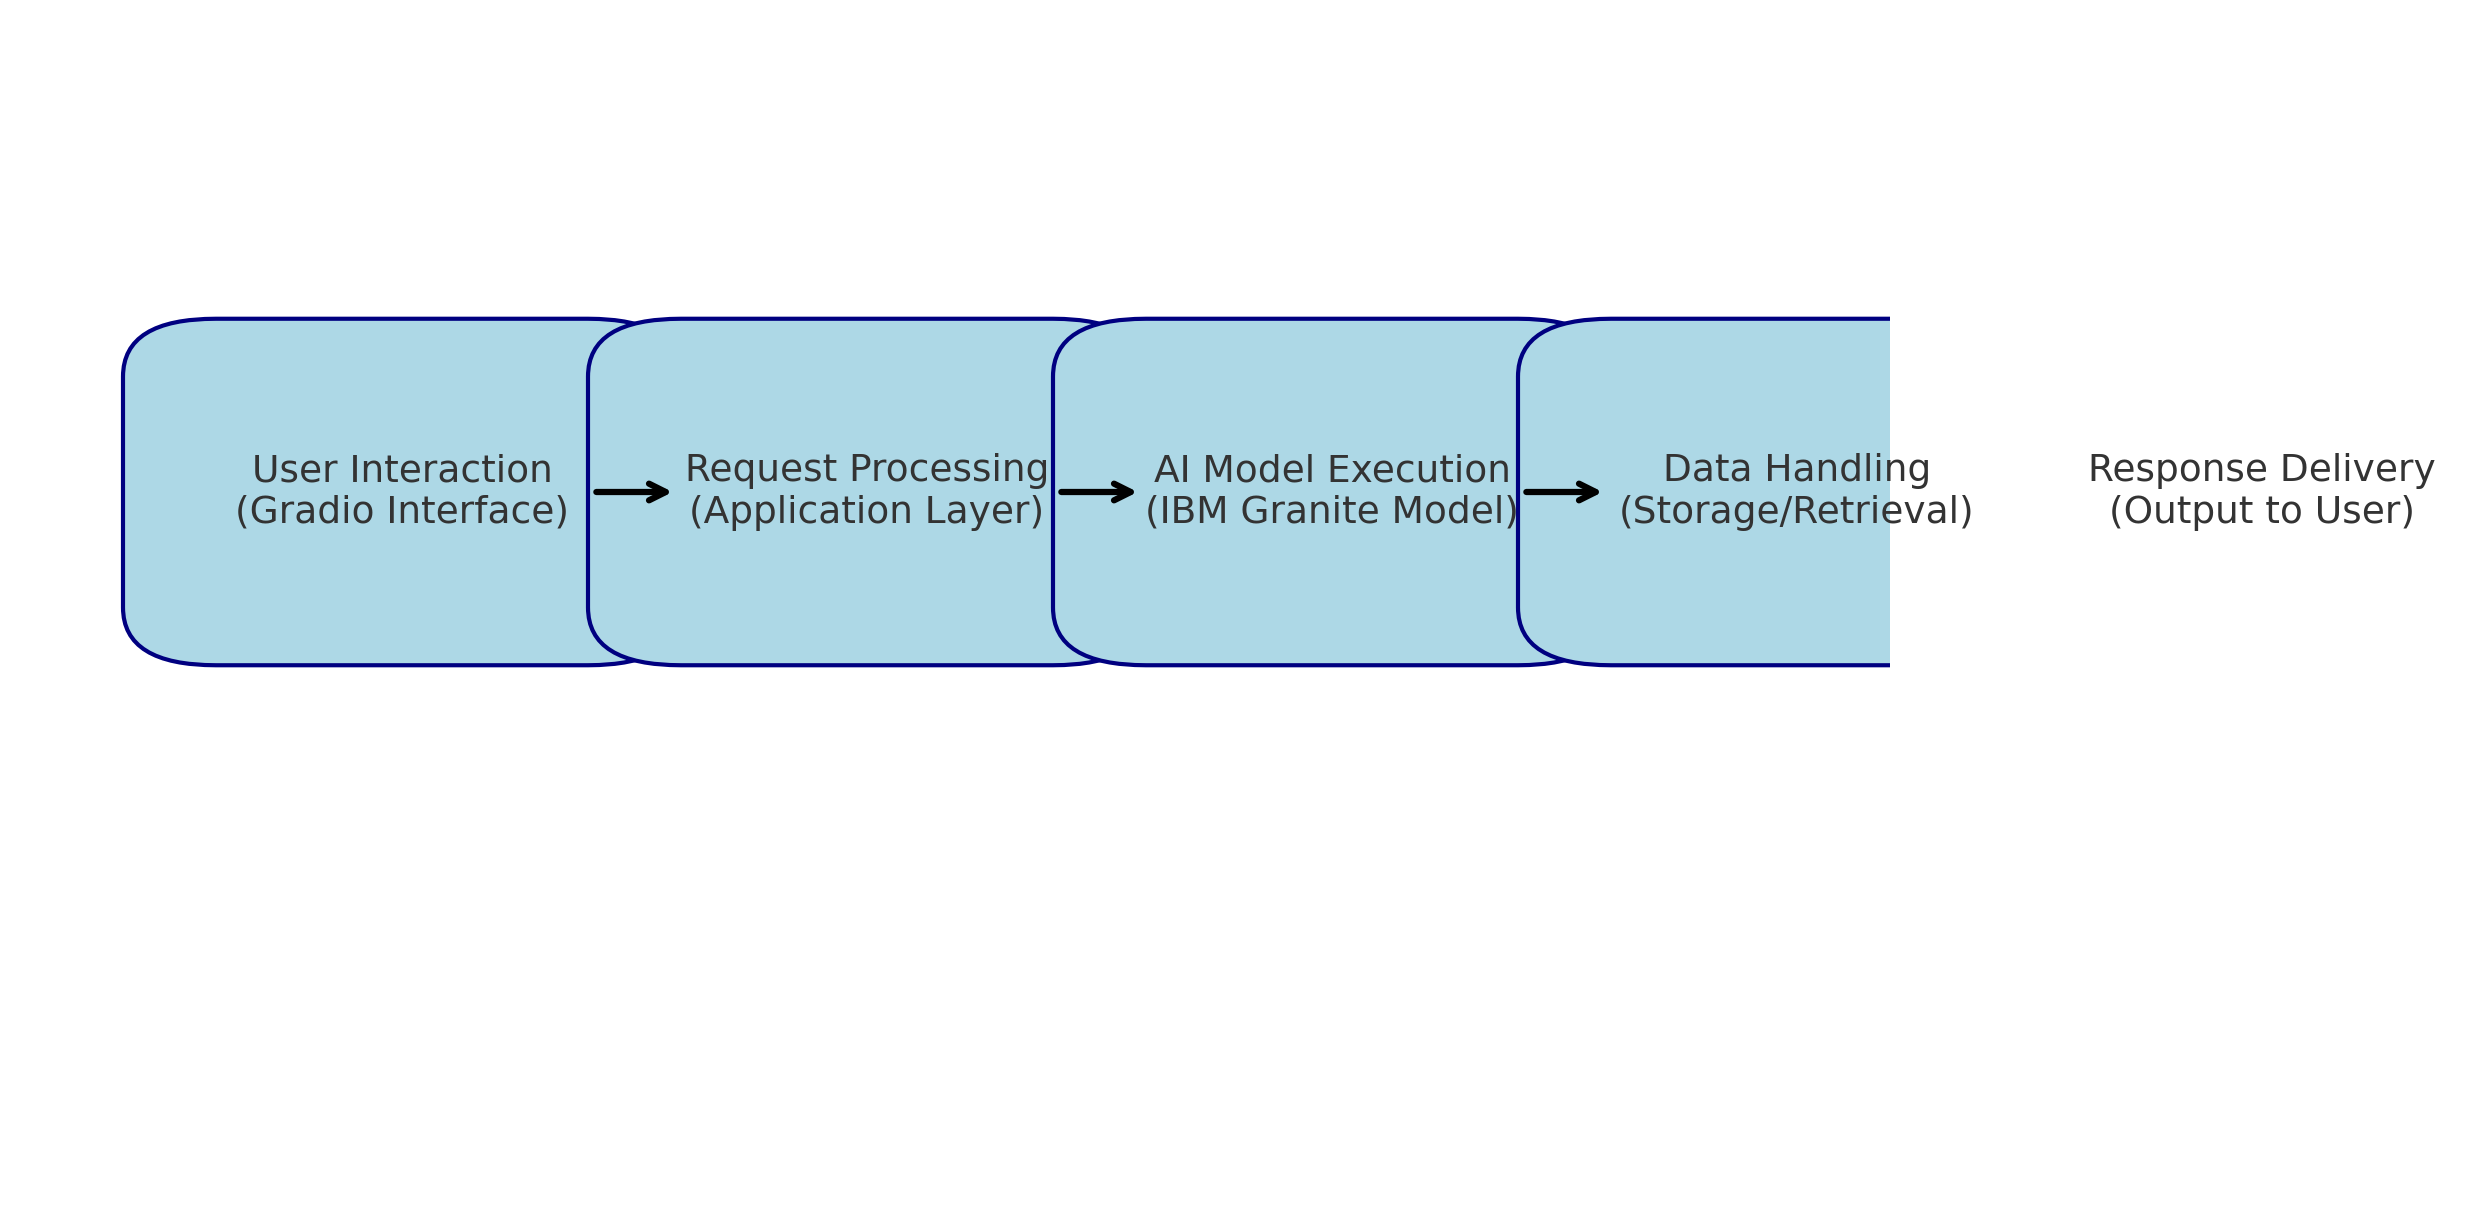 User Interaction
(Gradio Interface)
Request Processing
(Application Layer)
AI Model Execution
(IBM Granite Model)
Data Handling
(Storage/Retrieval)
Response Delivery
(Output to User)